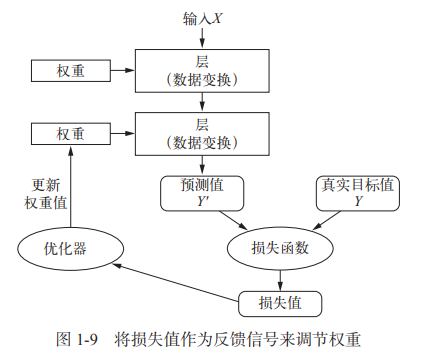 输入X
层
(数据变换)
权重
层
(数据变换)
权重
预测值
Y′
真实目标值
Y
更新
权重值
优化器
损失函数
损失值
图 1-9 将损失值作为反馈信号来调节权重